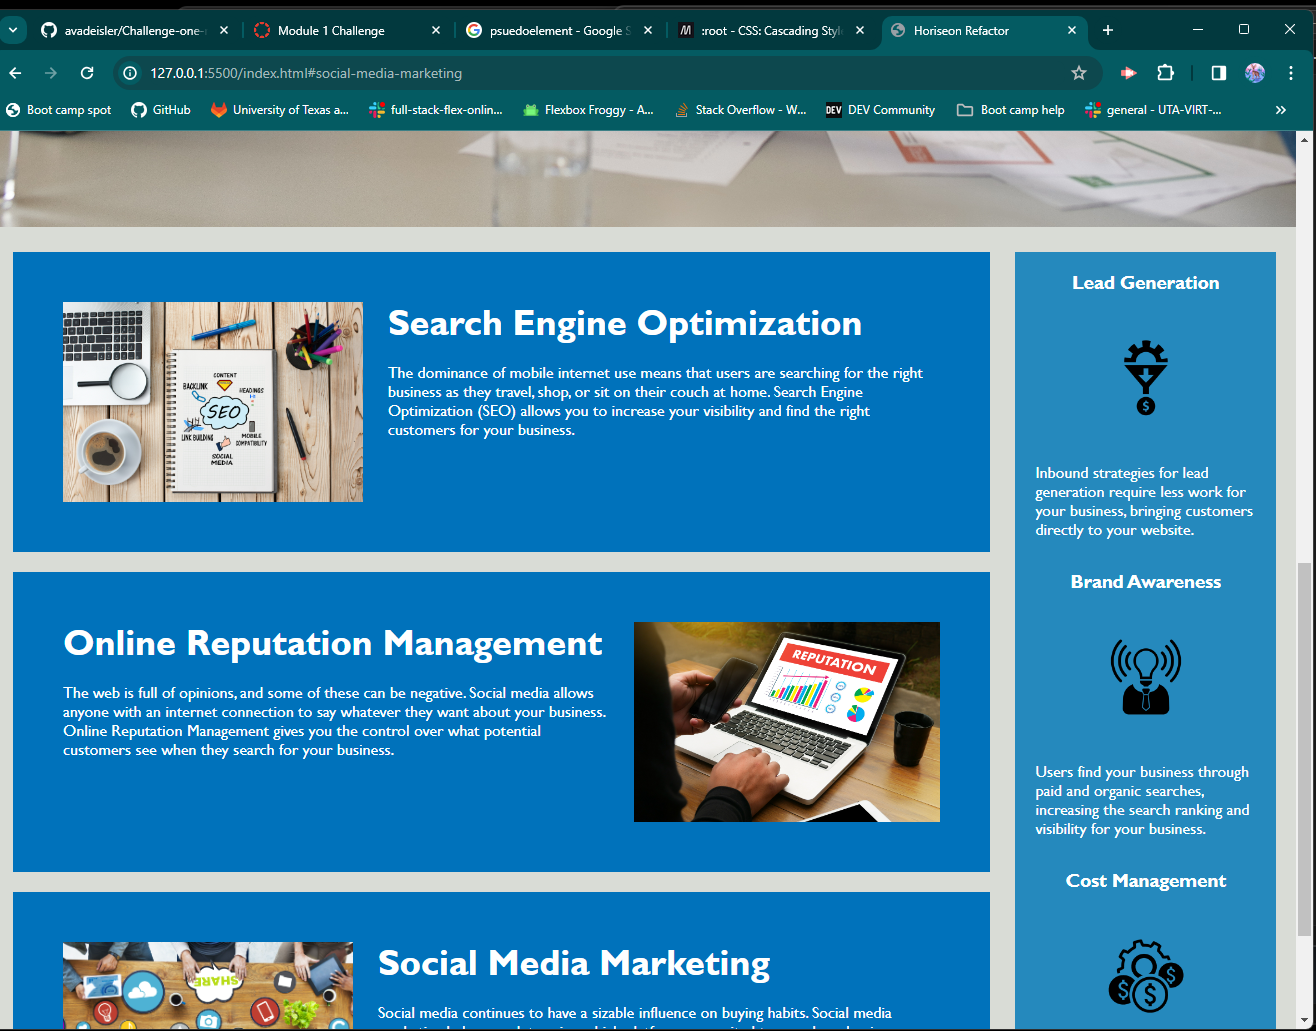 avadeisler/Challenge-one-
Module 1 Challenge
psuedoelement - Google S
:root - CSS: Cascading Styl
Horiseon Refactor
127.0.0.1:5500/index.html#social-media-marketing
Boot camp spot
GitHub
University of Texas a...
full-stack-flex-onlin...
Flexbox Froggy - A...
Stack Overflow - W...
DEV
DEV Community
Boot camp help
general - UTA-VIRT-...
CONTENT
BACKLINK
HEADINGS
SEO
LINK BUILDING
MOBILE
COMPATIBILITY
SOCIAL
MEDIA
Search Engine Optimization
The dominance of mobile internet use means that users are searching for the right
business as they travel, shop, or sit on their couch at home. Search Engine
Optimization (SEO) allows you to increase your visibility and find the right
customers for your business.
Online Reputation Management
The web is full of opinions, and some of these can be negative. Social media allows
anyone with an internet connection to say whatever they want about your business.
Online Reputation Management gives you the control over what potential
customers see when they search for your business.
REPUTATION
SHARE
Social Media Marketing
Social media continues to have a sizable influence on buying habits. Social media
Lead Generation
$
Inbound strategies for lead
generation require less work for
your business, bringing customers
directly to your website.
Brand Awareness
Users find your business through
paid and organic searches,
increasing the search ranking and
visibility for your business.
Cost Management
$ $ $